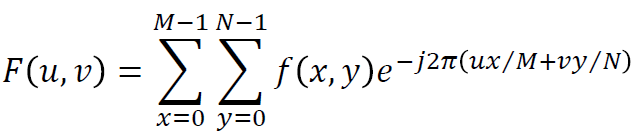 F(u, v) = \sum_{x=0}^{M-1} \sum_{y=0}^{N-1} f(x, y)e^{-j2\pi(ux/M+vy/N)}